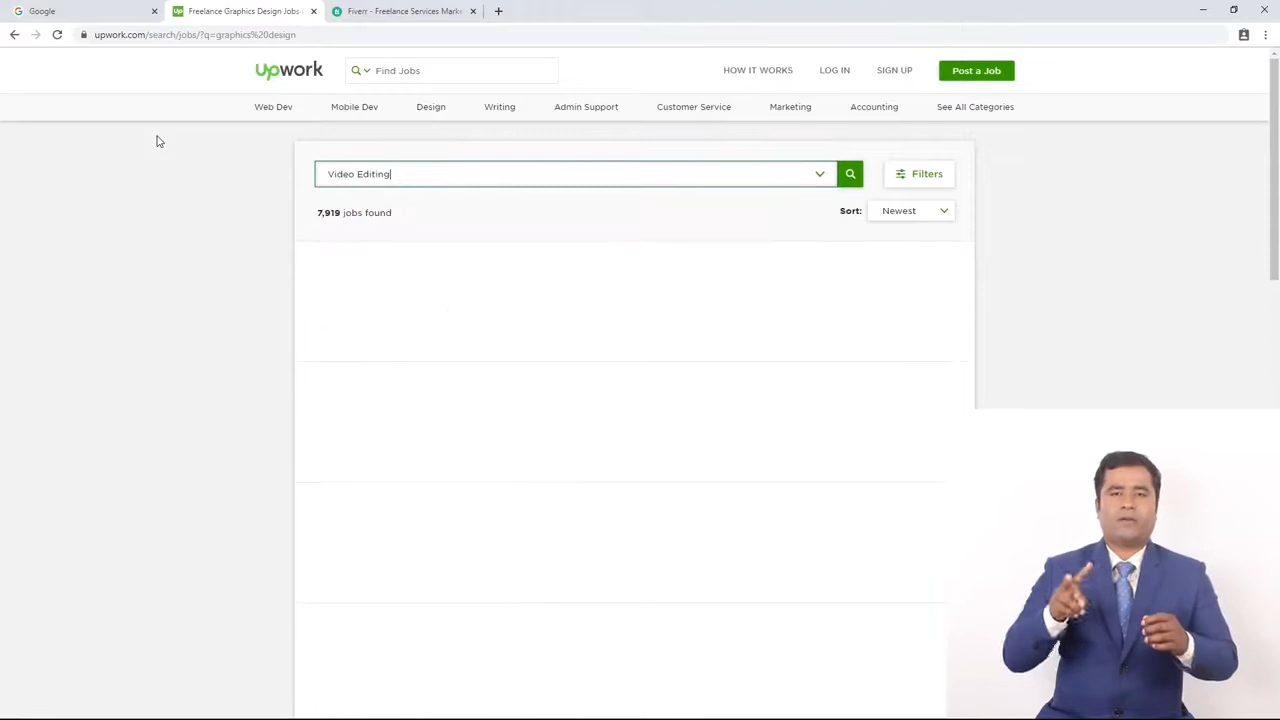 Google
Freelance Graphics Design Jobs
Fiverr - Freelance Services Marke
upwork.com/search/jobs/?q=graphics%20design
upwork
Find Jobs
HOW IT WORKS
LOG IN
SIGN UP
Post a Job
Web Dev
Mobile Dev
Design
Writing
Admin Support
Customer Service
Marketing
Accounting
See All Categories
Video Editing
Filters
7,919 jobs found
Sort:
Newest